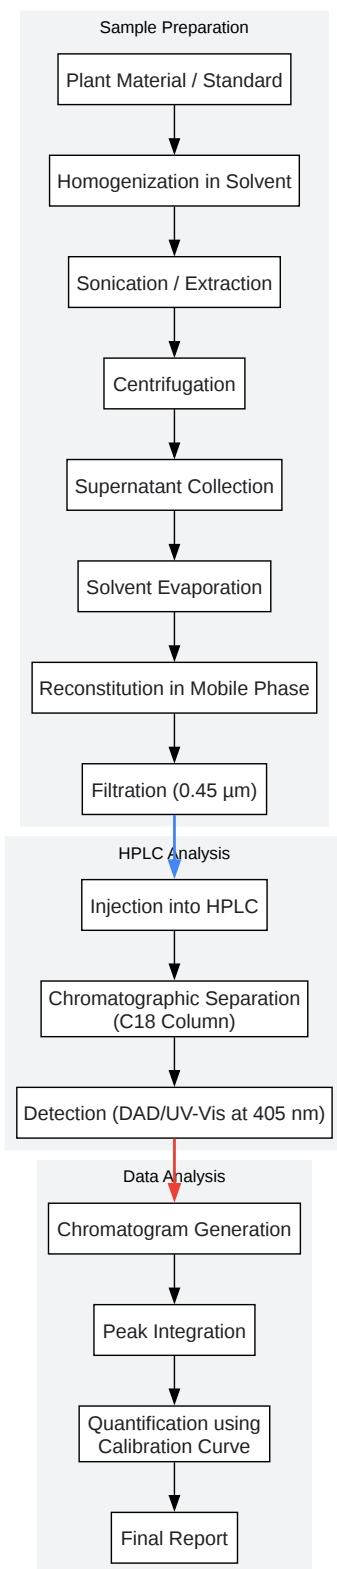 Sample Preparation
Plant Material / Standard
Homogenization in Solvent
Sonication / Extraction
Centrifugation
Supernatant Collection
Solvent Evaporation
Reconstitution in Mobile Phase
Filtration (0.45 µm)
HPLC Analysis
Injection into HPLC
Chromatographic Separation
(C18 Column)
Detection (DAD/UV-Vis at 405 nm)
Data Analysis
Chromatogram Generation
Peak Integration
Quantification using
Calibration Curve
Final Report